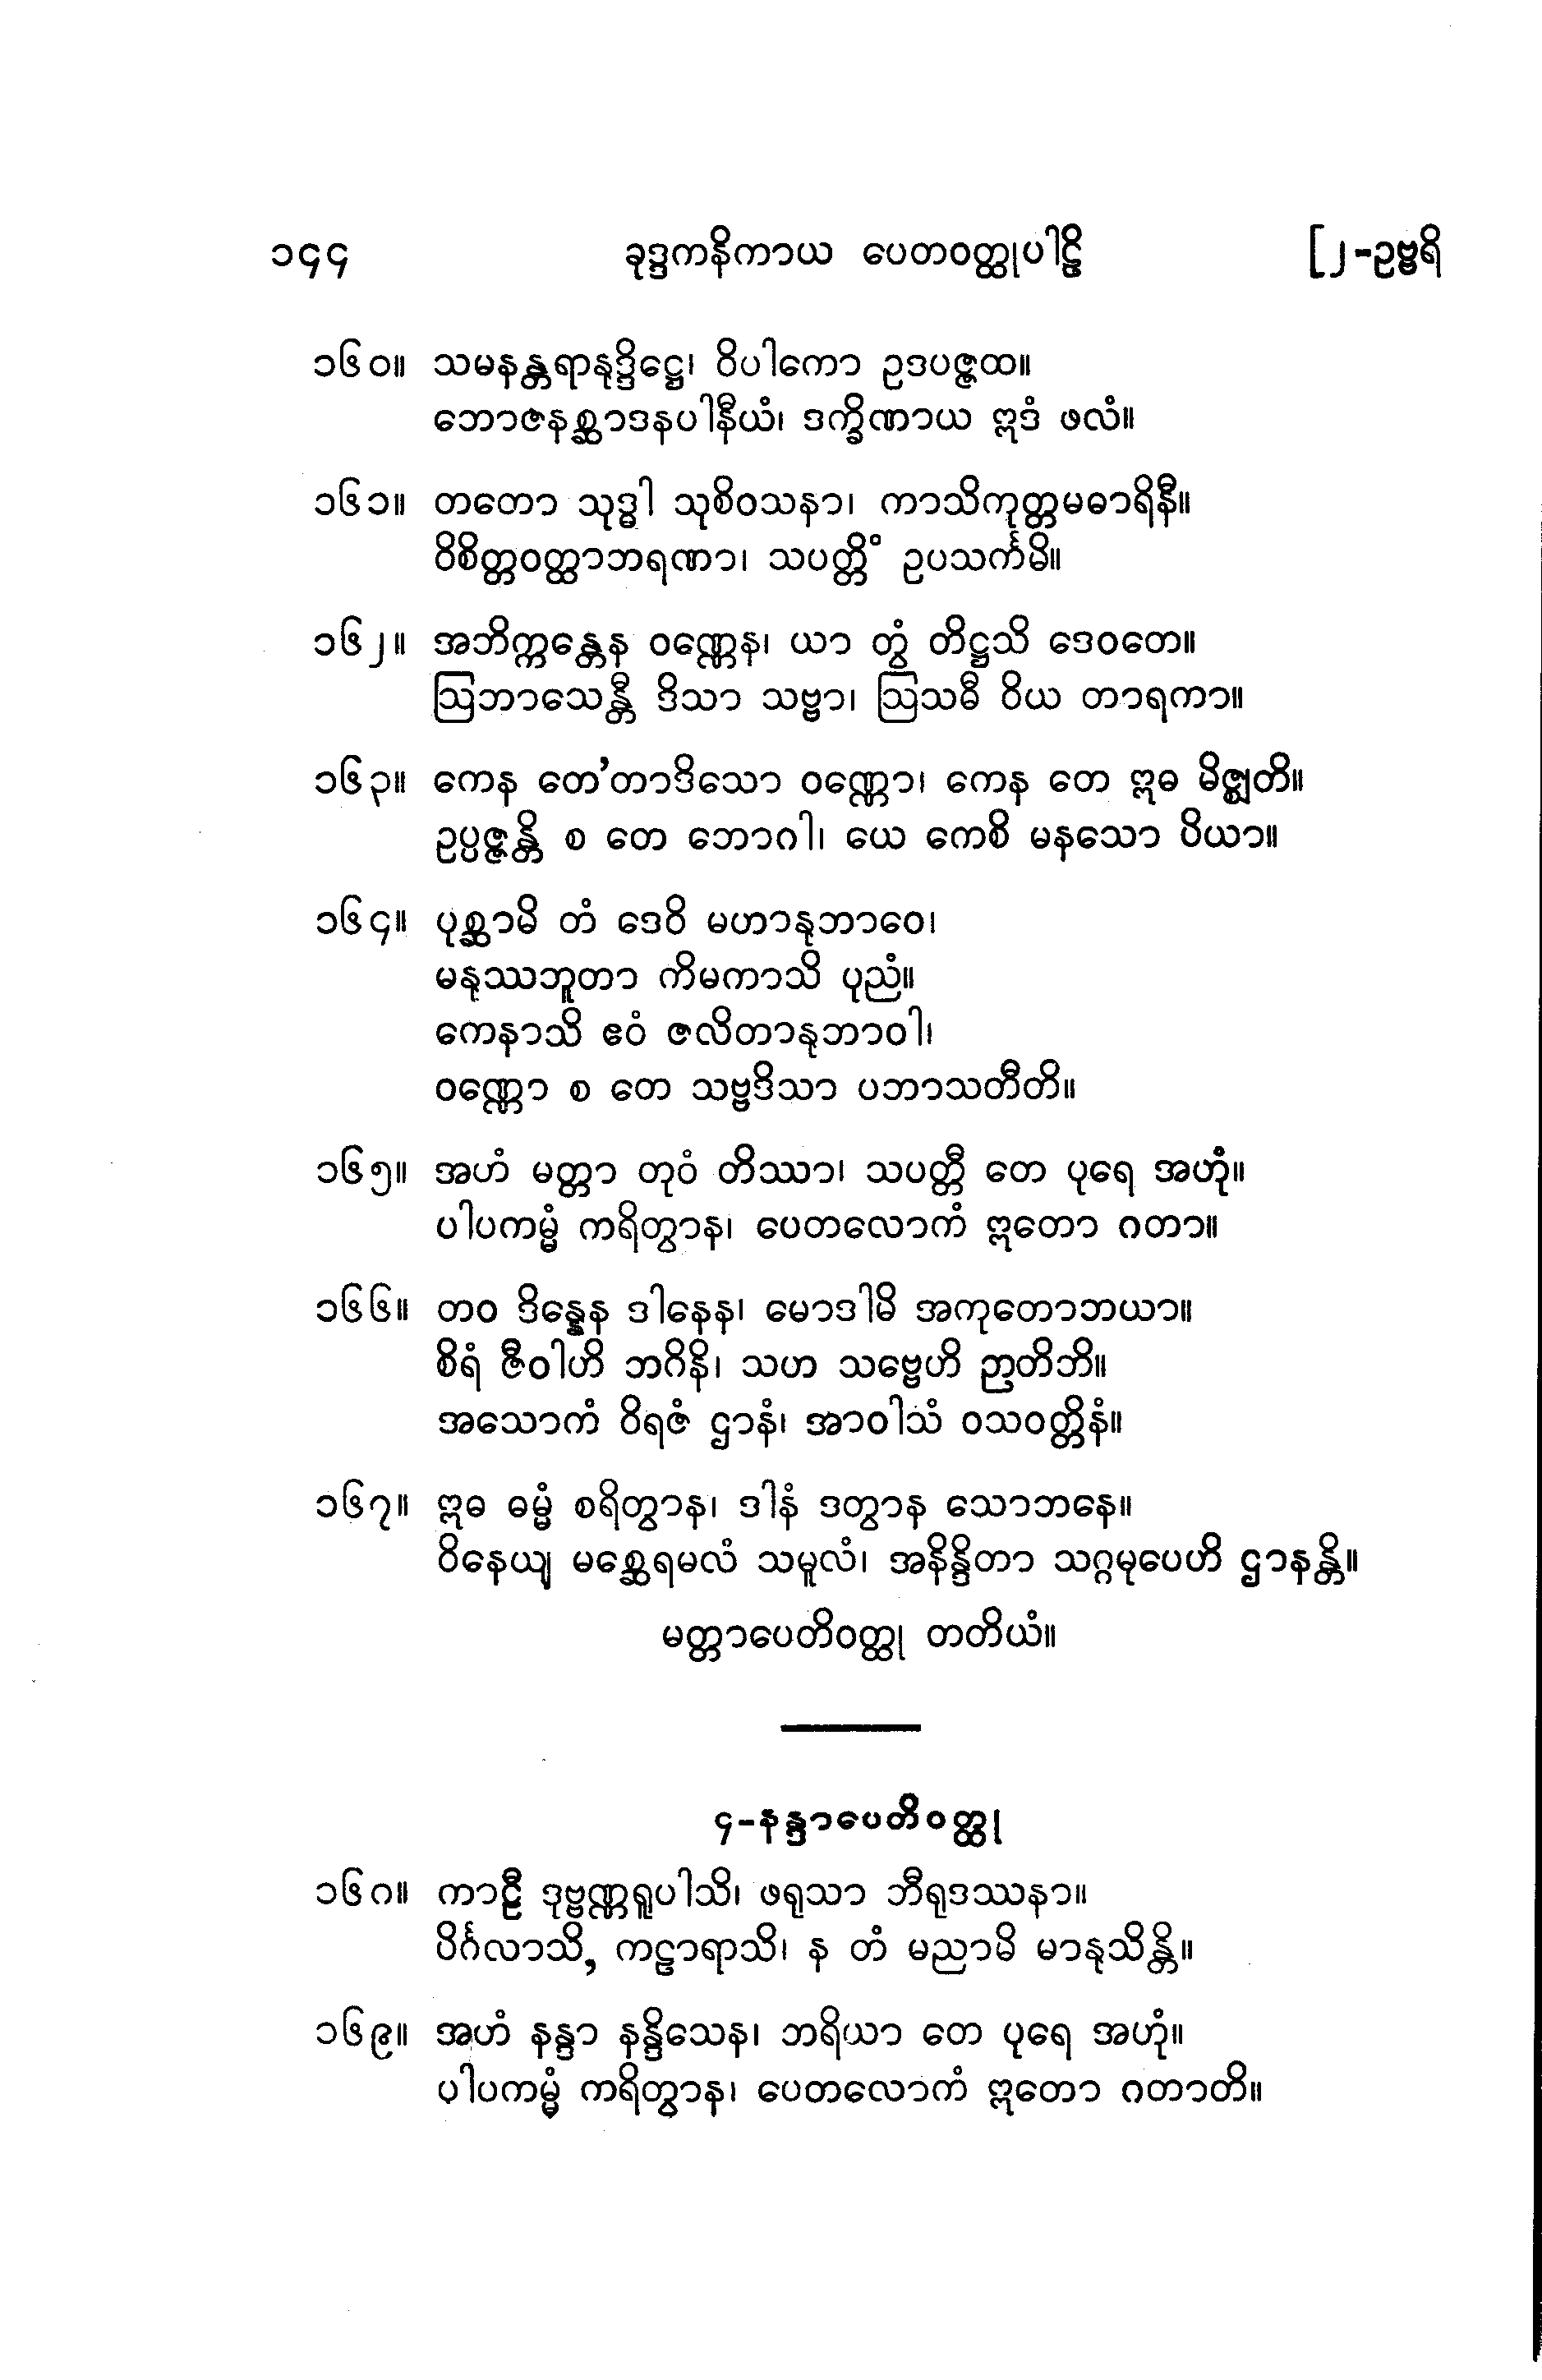 ၁၄၄ ခုဒ္ဒကနိကာယ ပေတဝတ္ထုပါဠိ [၂-ဥဗ္ဗရိ
၁၆၀။ သမနန္တရာနုဒ္ဒိဋ္ဌေ၊ ဝိပါကော ဥဒပဇ္ဇထ။
ဘောဇနစ္ဆာဒနပါနီယံ၊ ဒက္ခိဏာယ ဣဒံ ဖလံ။
၁၆၁။ တတော သုဒ္ဓါ သုစိဝသနာ၊ ကာသိကုတ္တမဓာရိနီ။
ဝိစိတ္တဝတ္ထာဘရဏာ၊ သပတ္တိံ ဥပသင်္ကမိ။
၁၆၂။ အဘိက္ကန္တေန ဝဏ္ဏေန၊ ယာ တွံ တိဋ္ဌသိ ဒေဝတေ။
ဩဘာသေန္တီ ဒိသာ သဗ္ဗာ၊ ဩသဓီ ဝိယ တာရကာ။
၁၆၃။ ကေန တေ’တာဒိသော ဝဏ္ဏော၊ ကေန တေ ဣဓ မိဇ္ဈတိ။
ဥပ္ပဇ္ဇန္တိ စ တေ ဘောဂါ၊ ယေ ကေစိ မနသော ပိယာ။
၁၆၄။ ပုစ္ဆာမိ တံ ဒေဝိ မဟာနုဘာဝေ၊
မနုဿဘူတာ ကိမကာသိ ပုညံ။
ကေနာသိ ဧဝံ ဇလိတာနုဘာဝါ၊
ဝဏ္ဏော စ တေ သဗ္ဗဒိသာ ပဘာသတီတိ။
၁၆၅။ အဟံ မတ္တာ တုဝံ တိဿာ၊ သပတ္တီ တေ ပုရေ အဟုံ။
ပါပကမ္မံ ကရိတွာန၊ ပေတလောကံ ဣတော ဂတာ။
၁၆၆။ တဝ ဒိန္နေန ဒါနေန၊ မောဒါမိ အကုတောဘယာ။
စိရံ ဇီဝါဟိ ဘဂိနိ၊ သဟ သဗ္ဗေဟိ ဉာတိဘိ။
အသောကံ ဝိရဇံ ဌာနံ၊ အာဝါသံ ဝသဝတ္တိနံ။
၁၆၇။ ဣဓ ဓမ္မံ စရိတွာန၊ ဒါနံ ဒတွာန သောဘနေ။
ဝိနေယျ မစ္ဆေရမလံ သမူလံ၊ အနိန္ဒိတာ သဂ္ဂမုပေဟိ ဌာနန္တိ။
မတ္တာပေတိဝတ္ထု တတိယံ။
၄-နန္ဒာပေတိဝတ္ထု
၁၆၈။ ကာဠီ ဒုဗ္ဗဏ္ဏရူပါသိ၊ ဖရုသာ ဘီရုဒဿနာ။
ပိင်္ဂလာသိ, ကဠာရာသိ၊ န တံ မညာမိ မာနုသိန္တိ။
၁၆၉။ အဟံ နန္ဒာ နန္ဒိသေန၊ ဘရိယာ တေ ပုရေ အဟုံ။
ပါပကမ္မံ ကရိတွာန၊ ပေတလောကံ ဣတော ဂတာတိ။